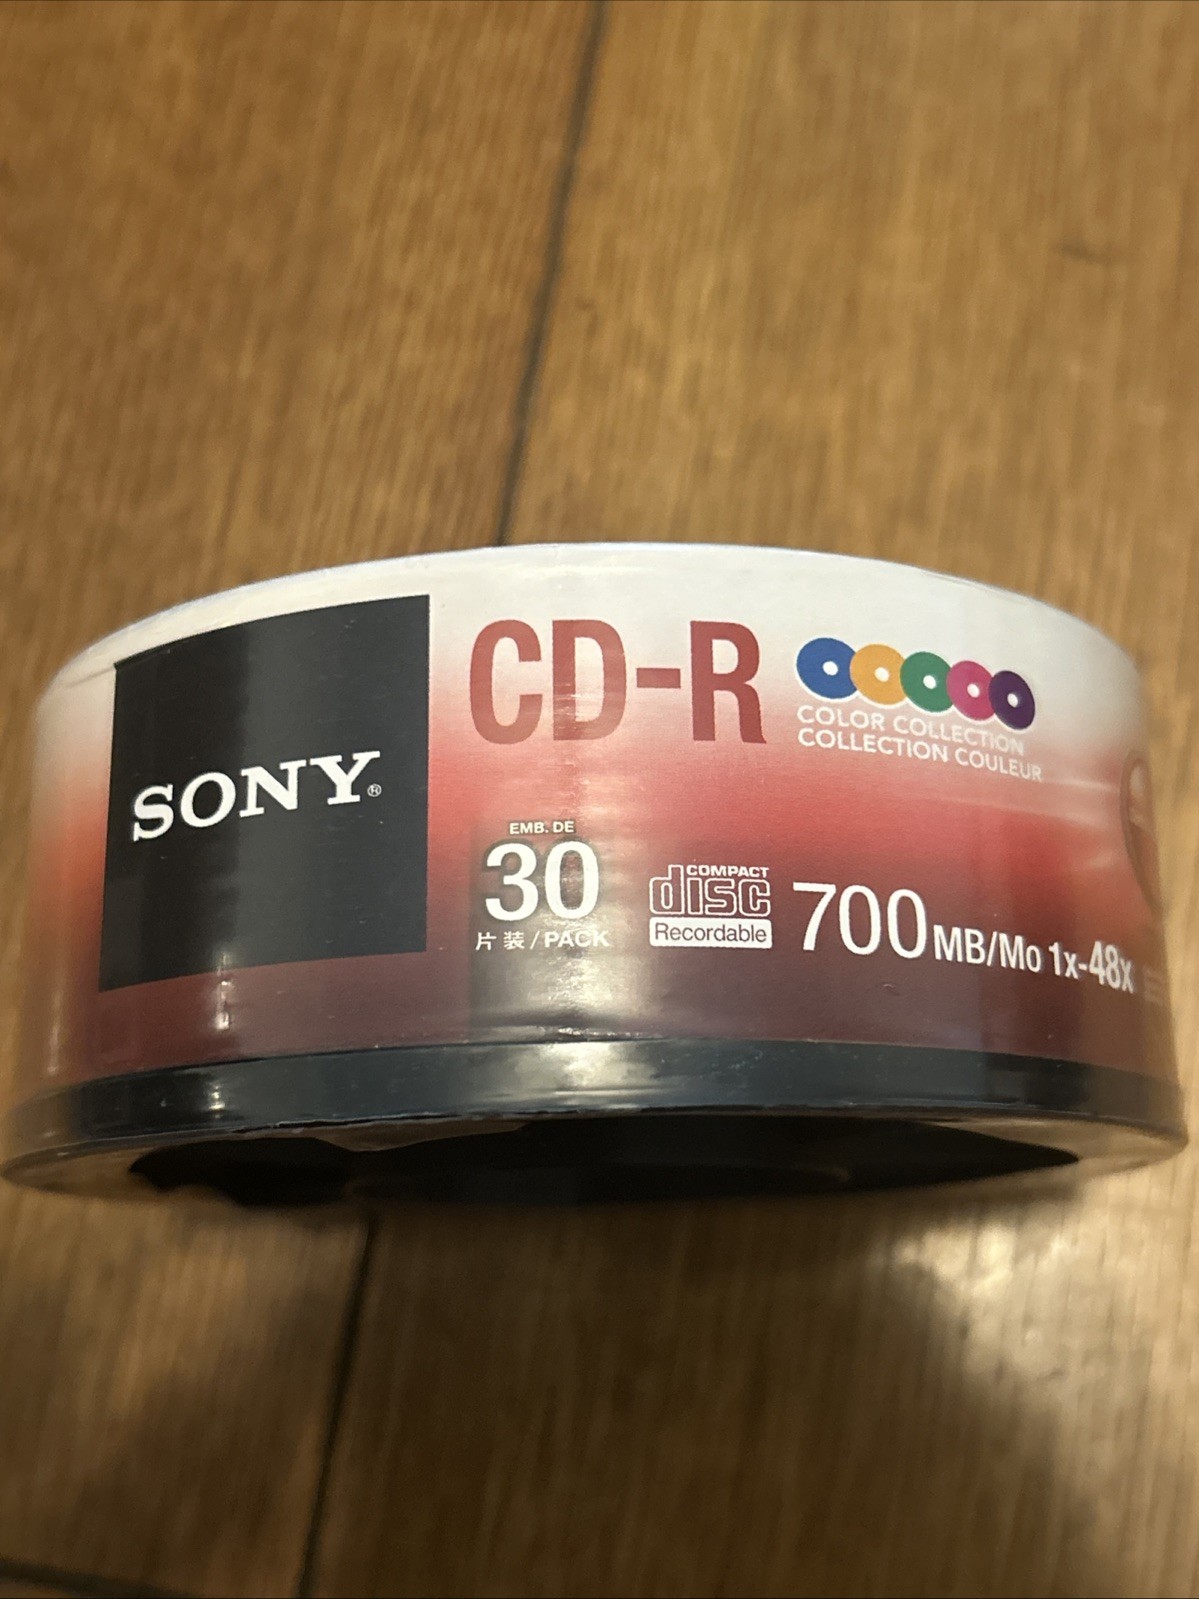 SONY®
CD-R
COLOR COLLECTION
COLLECTION COULEUR
EMB. DE
30
片 装/PACK
COMPACT
disc
Recordable
700MB/Mo 1x-48x